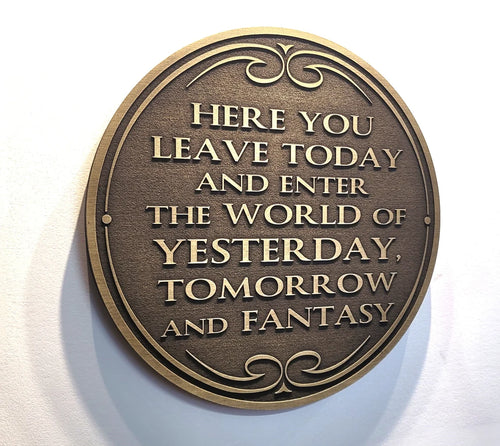 HERE YOU
LEAVE TODAY
AND ENTER
THE WORLD OF
YESTERDAY,
TOMORROW
AND FANTASY